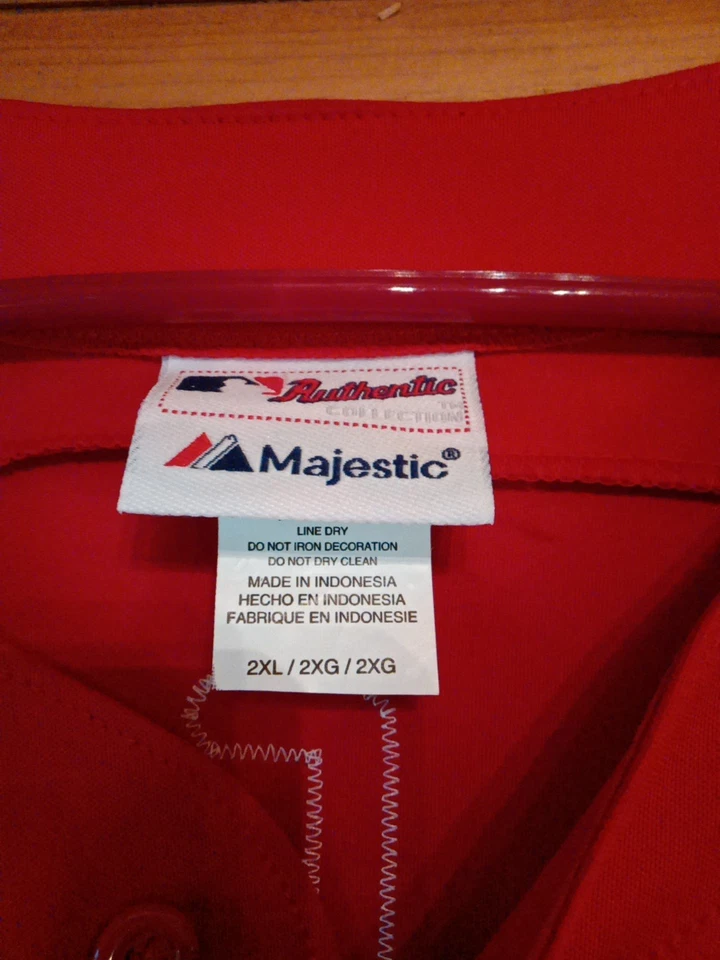 Authentic
COLLECTION™
Majestic®
LINE DRY
DO NOT IRON DECORATION
DO NOT DRY CLEAN
MADE IN INDONESIA
HECHO EN INDONESIA
FABRIQUE EN INDONESIE
2XL / 2XG / 2XG